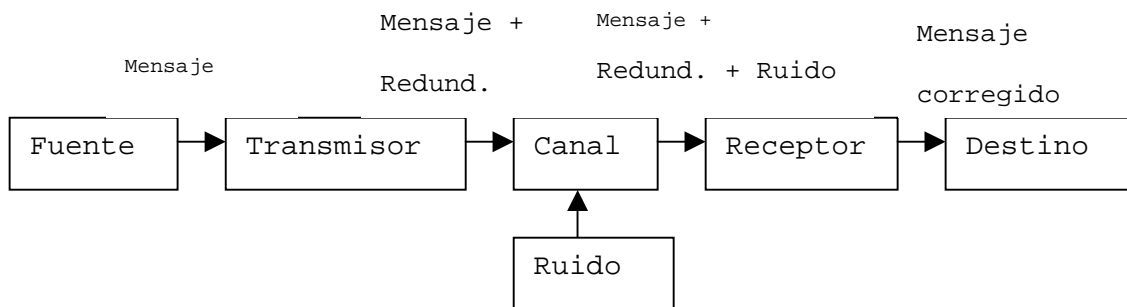 Mensaje
Mensaje +
Redund.
Mensaje +
Redund. + Ruido
Mensaje
corregido
Fuente
Transmisor
Canal
Receptor
Destino
Ruido